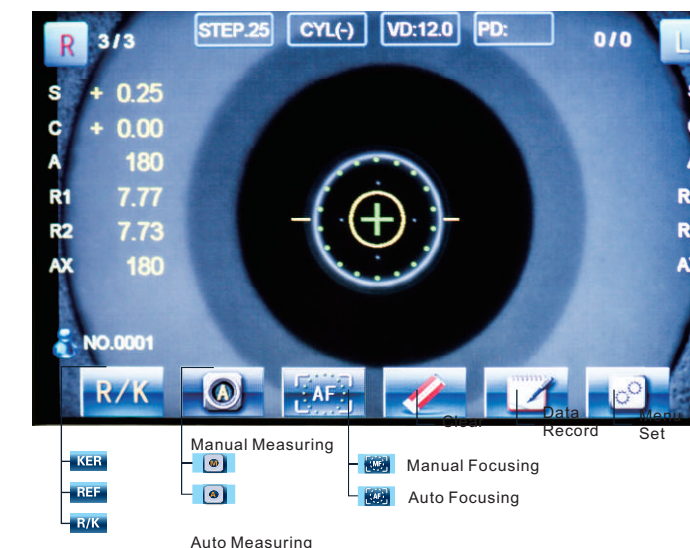 R 3/3 STEP.25 CYL(-) VD:12.0 PD: 0/0 L
S + 0.25
C + 0.00
A 180
R1 7.77
R2 7.73
AX 180
NO.0001
R/K A AF
Clear
Data
Record
Menu
Set
Manual Measuring
KER M MF Manual Focusing
REF A AF Auto Focusing
R/K
Auto Measuring